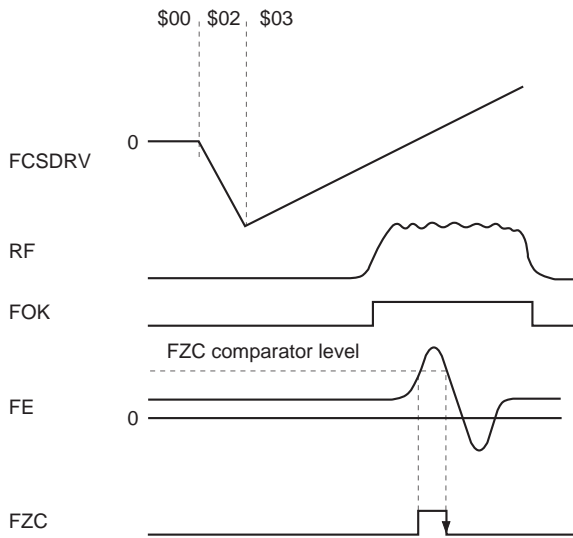 $00 $02 $03
0
FCSDRV
RF
FOK
FZC comparator level
FE
0
FZC